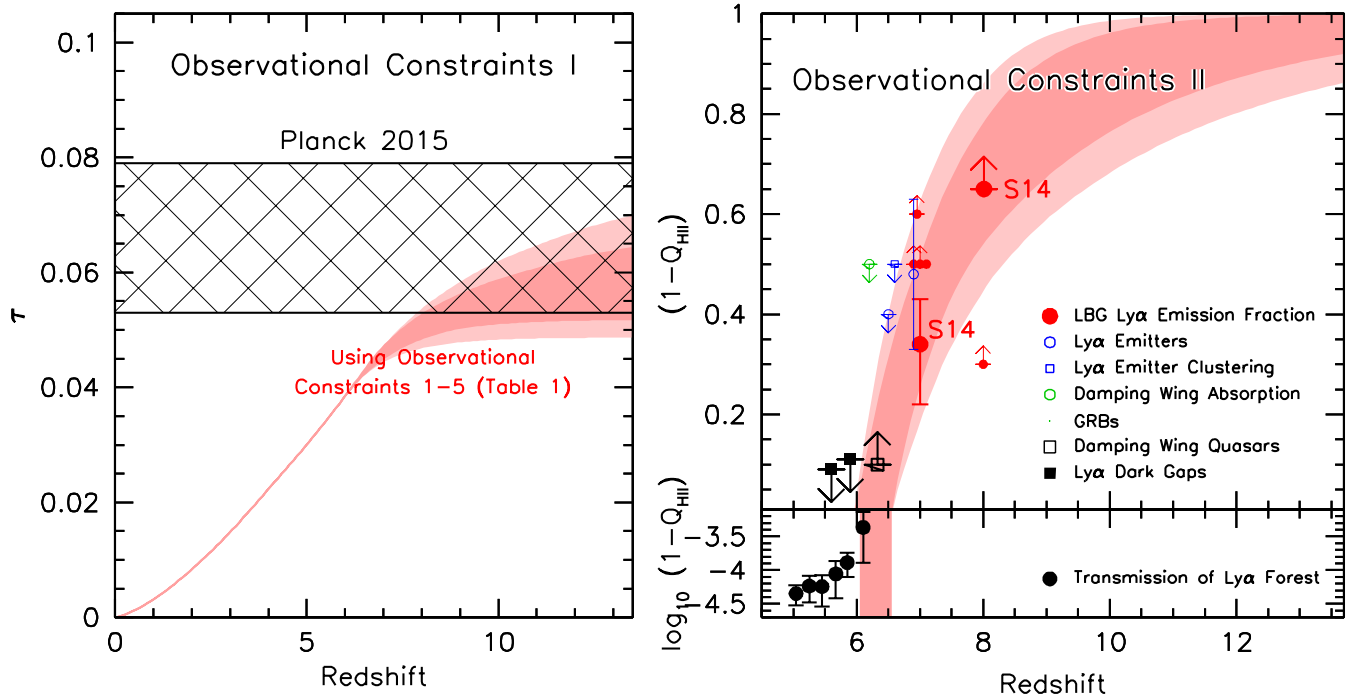 Observational Constraints I
Planck 2015
Using Observational
Constraints 1-5 (Table 1)
0.1
0.08
0.06
0.04
0.02
0
τ
0
5
10
Redshift
Observational Constraints II
1
0.8
0.6
0.4
0.2
(1-Q_HII)
S14
S14
LBG Lyα Emission Fraction
Lyα Emitters
Lyα Emitter Clustering
Damping Wing Absorption
GRBs
Damping Wing Quasars
Lyα Dark Gaps
-3.5
-4
-4.5
log₁₀ (1-Q_HII)
Transmission of Lyα Forest
6
8
10
12
Redshift